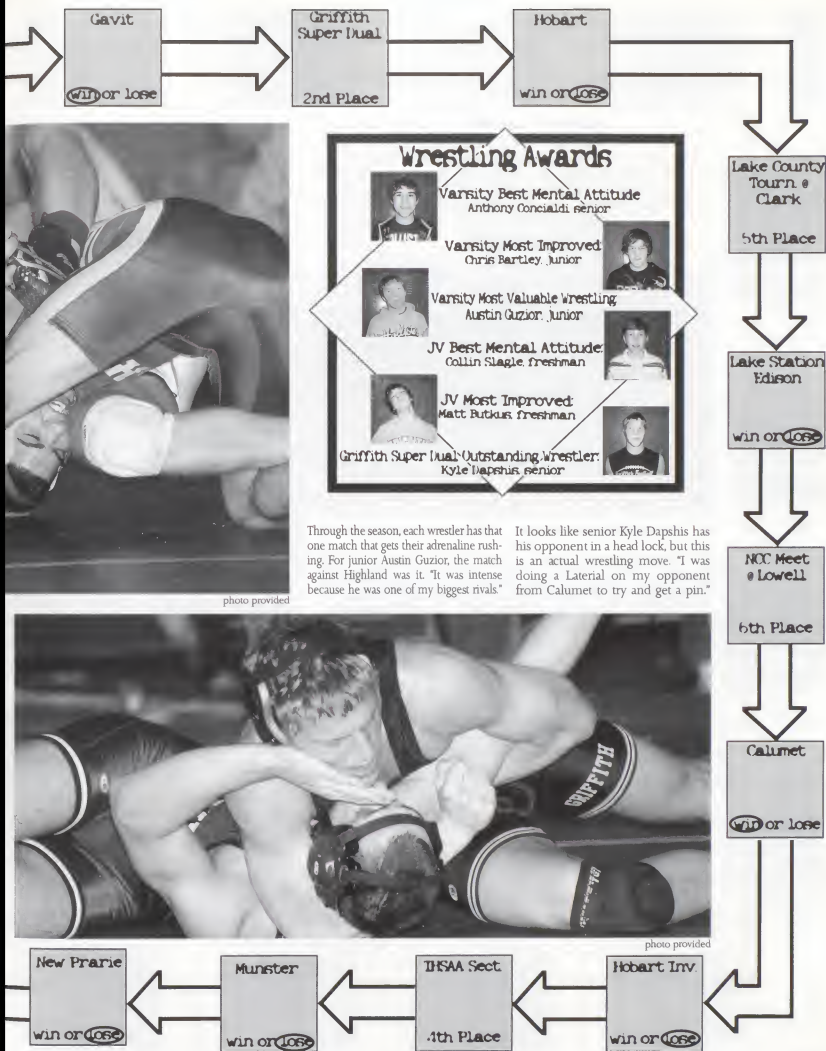 Gavit
win or lose
Griffith
Super Dual
2nd Place
Hobart
win or lose
Lake County
Tourn. @
Clark
5th Place
Lake Station
Edison
win or lose
NCC Meet
@ Lowell
6th Place
Calumet
win or lose
Hobart Inv.
win or lose
IHSAA Sect.
4th Place
Munster
win or lose
New Prarie
win or lose
Wrestling Awards
Varsity Best Mental Attitude
Anthony Concialdi, senior
Varsity Most Improved:
Chris Bartley, junior
Varsity Most Valuable Wrestling:
Austin Guzior, junior
JV Best Mental Attitude:
Collin Slagle, freshman
JV Most Improved:
Matt Butkus, freshman
Griffith Super Dual Outstanding Wrestler:
Kyle Dapshis, senior
photo provided
Through the season, each wrestler has that
one match that gets their adrenaline rush-
ing. For junior Austin Guzior, the match
against Highland was it. "It was intense
because he was one of my biggest rivals."
It looks like senior Kyle Dapshis has
his opponent in a head lock, but this
is an actual wrestling move. "I was
doing a Laterial on my opponent
from Calumet to try and get a pin."
GRIFFITH
photo provided